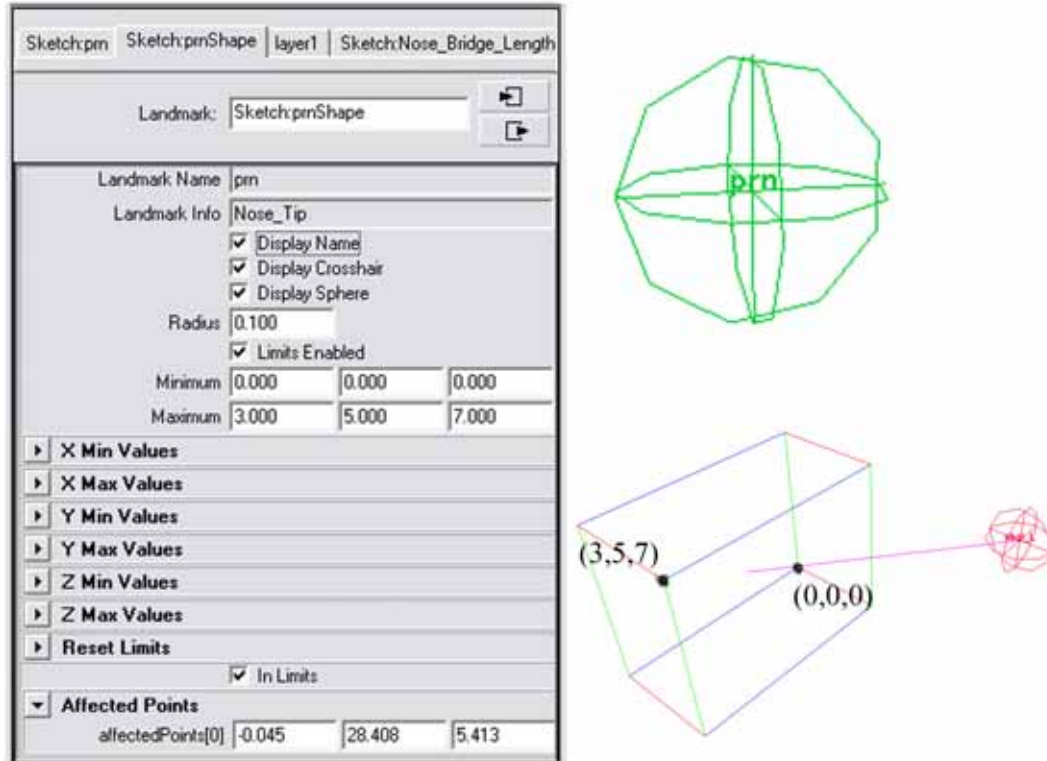 Sketch:prn Sketch:prnShape layer1 Sketch:Nose_Bridge_Length
Landmark: Sketch:prnShape
Landmark Name prn
Landmark Info Nose_Tip
Display Name
Display Crosshair
Display Sphere
Radius 0.100
Limits Enabled
Minimum 0.000 0.000 0.000
Maximum 3.000 5.000 7.000
X Min Values
X Max Values
Y Min Values
Y Max Values
Z Min Values
Z Max Values
Reset Limits
In Limits
Affected Points
affectedPoints[0] -0.045 28.408 5.413
prn
(3,5,7)
(0,0,0)